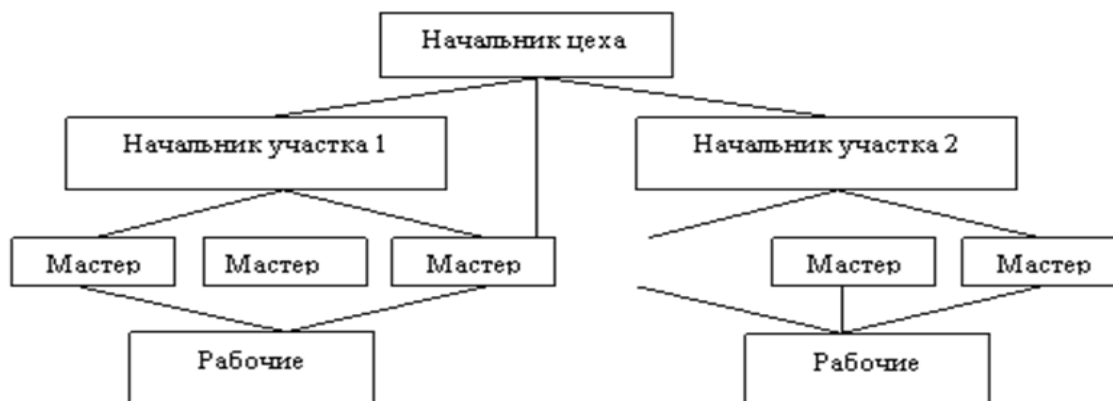 Начальник цеха
Начальник участка 1
Начальник участка 2
Мастер
Мастер
Мастер
Мастер
Мастер
Рабочие
Рабочие